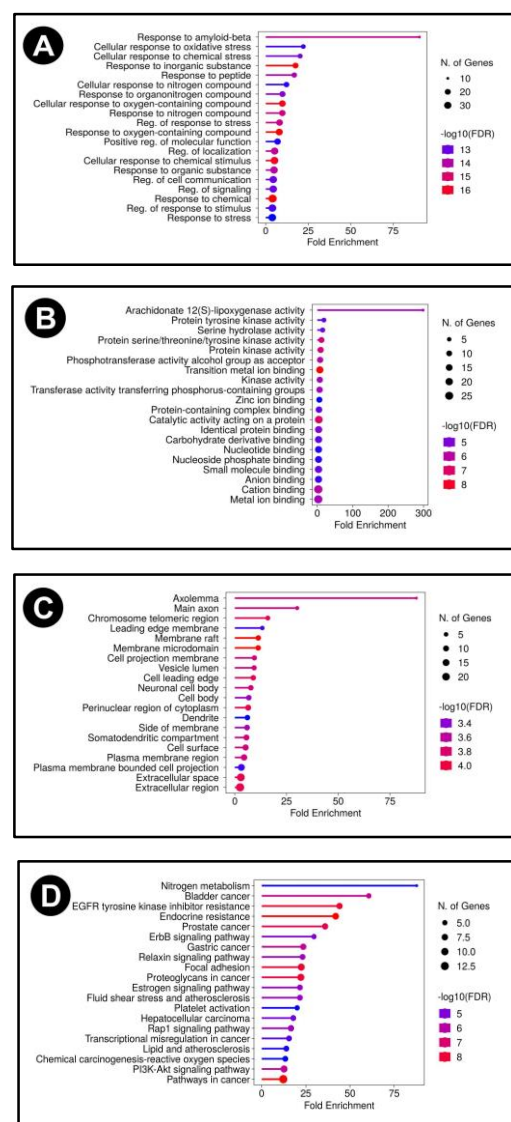 A
Response to amyloid-beta
Cellular response to oxidative stress
Cellular response to chemical stress
Response to inorganic substance
Response to peptide
Cellular response to nitrogen compound
Response to organonitrogen compound
Cellular response to oxygen-containing compound
Response to nitrogen compound
Reg. of response to stress
Response to oxygen-containing compound
Positive reg. of molecular function
Reg. of localization
Cellular response to chemical stimulus
Response to organic substance
Reg. of cell communication
Reg. of signaling
Response to chemical
Reg. of response to stimulus
Response to stress
0 25 50 75
Fold Enrichment
N. of Genes
10
20
30
-log10(FDR)
13
14
15
16
B
Arachidonate 12(S)-lipoxygenase activity
Protein tyrosine kinase activity
Serine hydrolase activity
Protein serine/threonine/tyrosine kinase activity
Protein kinase activity
Phosphotransferase activity alcohol group as acceptor
Transition metal ion binding
Kinase activity
Transferase activity transferring phosphorus-containing groups
Zinc ion binding
Protein-containing complex binding
Catalytic activity acting on a protein
Identical protein binding
Carbohydrate derivative binding
Nucleotide binding
Nucleoside phosphate binding
Small molecule binding
Anion binding
Cation binding
Metal ion binding
0 100 200 300
Fold Enrichment
N. of Genes
5
10
15
20
25
-log10(FDR)
5
6
7
8
C
Axolemma
Main axon
Chromosome telomeric region
Leading edge membrane
Membrane raft
Membrane microdomain
Cell projection membrane
Vesicle lumen
Cell leading edge
Neuronal cell body
Cell body
Perinuclear region of cytoplasm
Dendrite
Side of membrane
Somatodendritic compartment
Cell surface
Plasma membrane region
Plasma membrane bounded cell projection
Extracellular space
Extracellular region
0 25 50 75
Fold Enrichment
N. of Genes
5
10
15
20
-log10(FDR)
3.4
3.6
3.8
4.0
D
Nitrogen metabolism
Bladder cancer
EGFR tyrosine kinase inhibitor resistance
Endocrine resistance
Prostate cancer
ErbB signaling pathway
Gastric cancer
Relaxin signaling pathway
Focal adhesion
Proteoglycans in cancer
Estrogen signaling pathway
Fluid shear stress and atherosclerosis
Platelet activation
Hepatocellular carcinoma
Rap1 signaling pathway
Transcriptional misregulation in cancer
Lipid and atherosclerosis
Chemical carcinogenesis-reactive oxygen species
PI3K-Akt signaling pathway
Pathways in cancer
0 25 50 75
Fold Enrichment
N. of Genes
5.0
7.5
10.0
12.5
-log10(FDR)
5
6
7
8